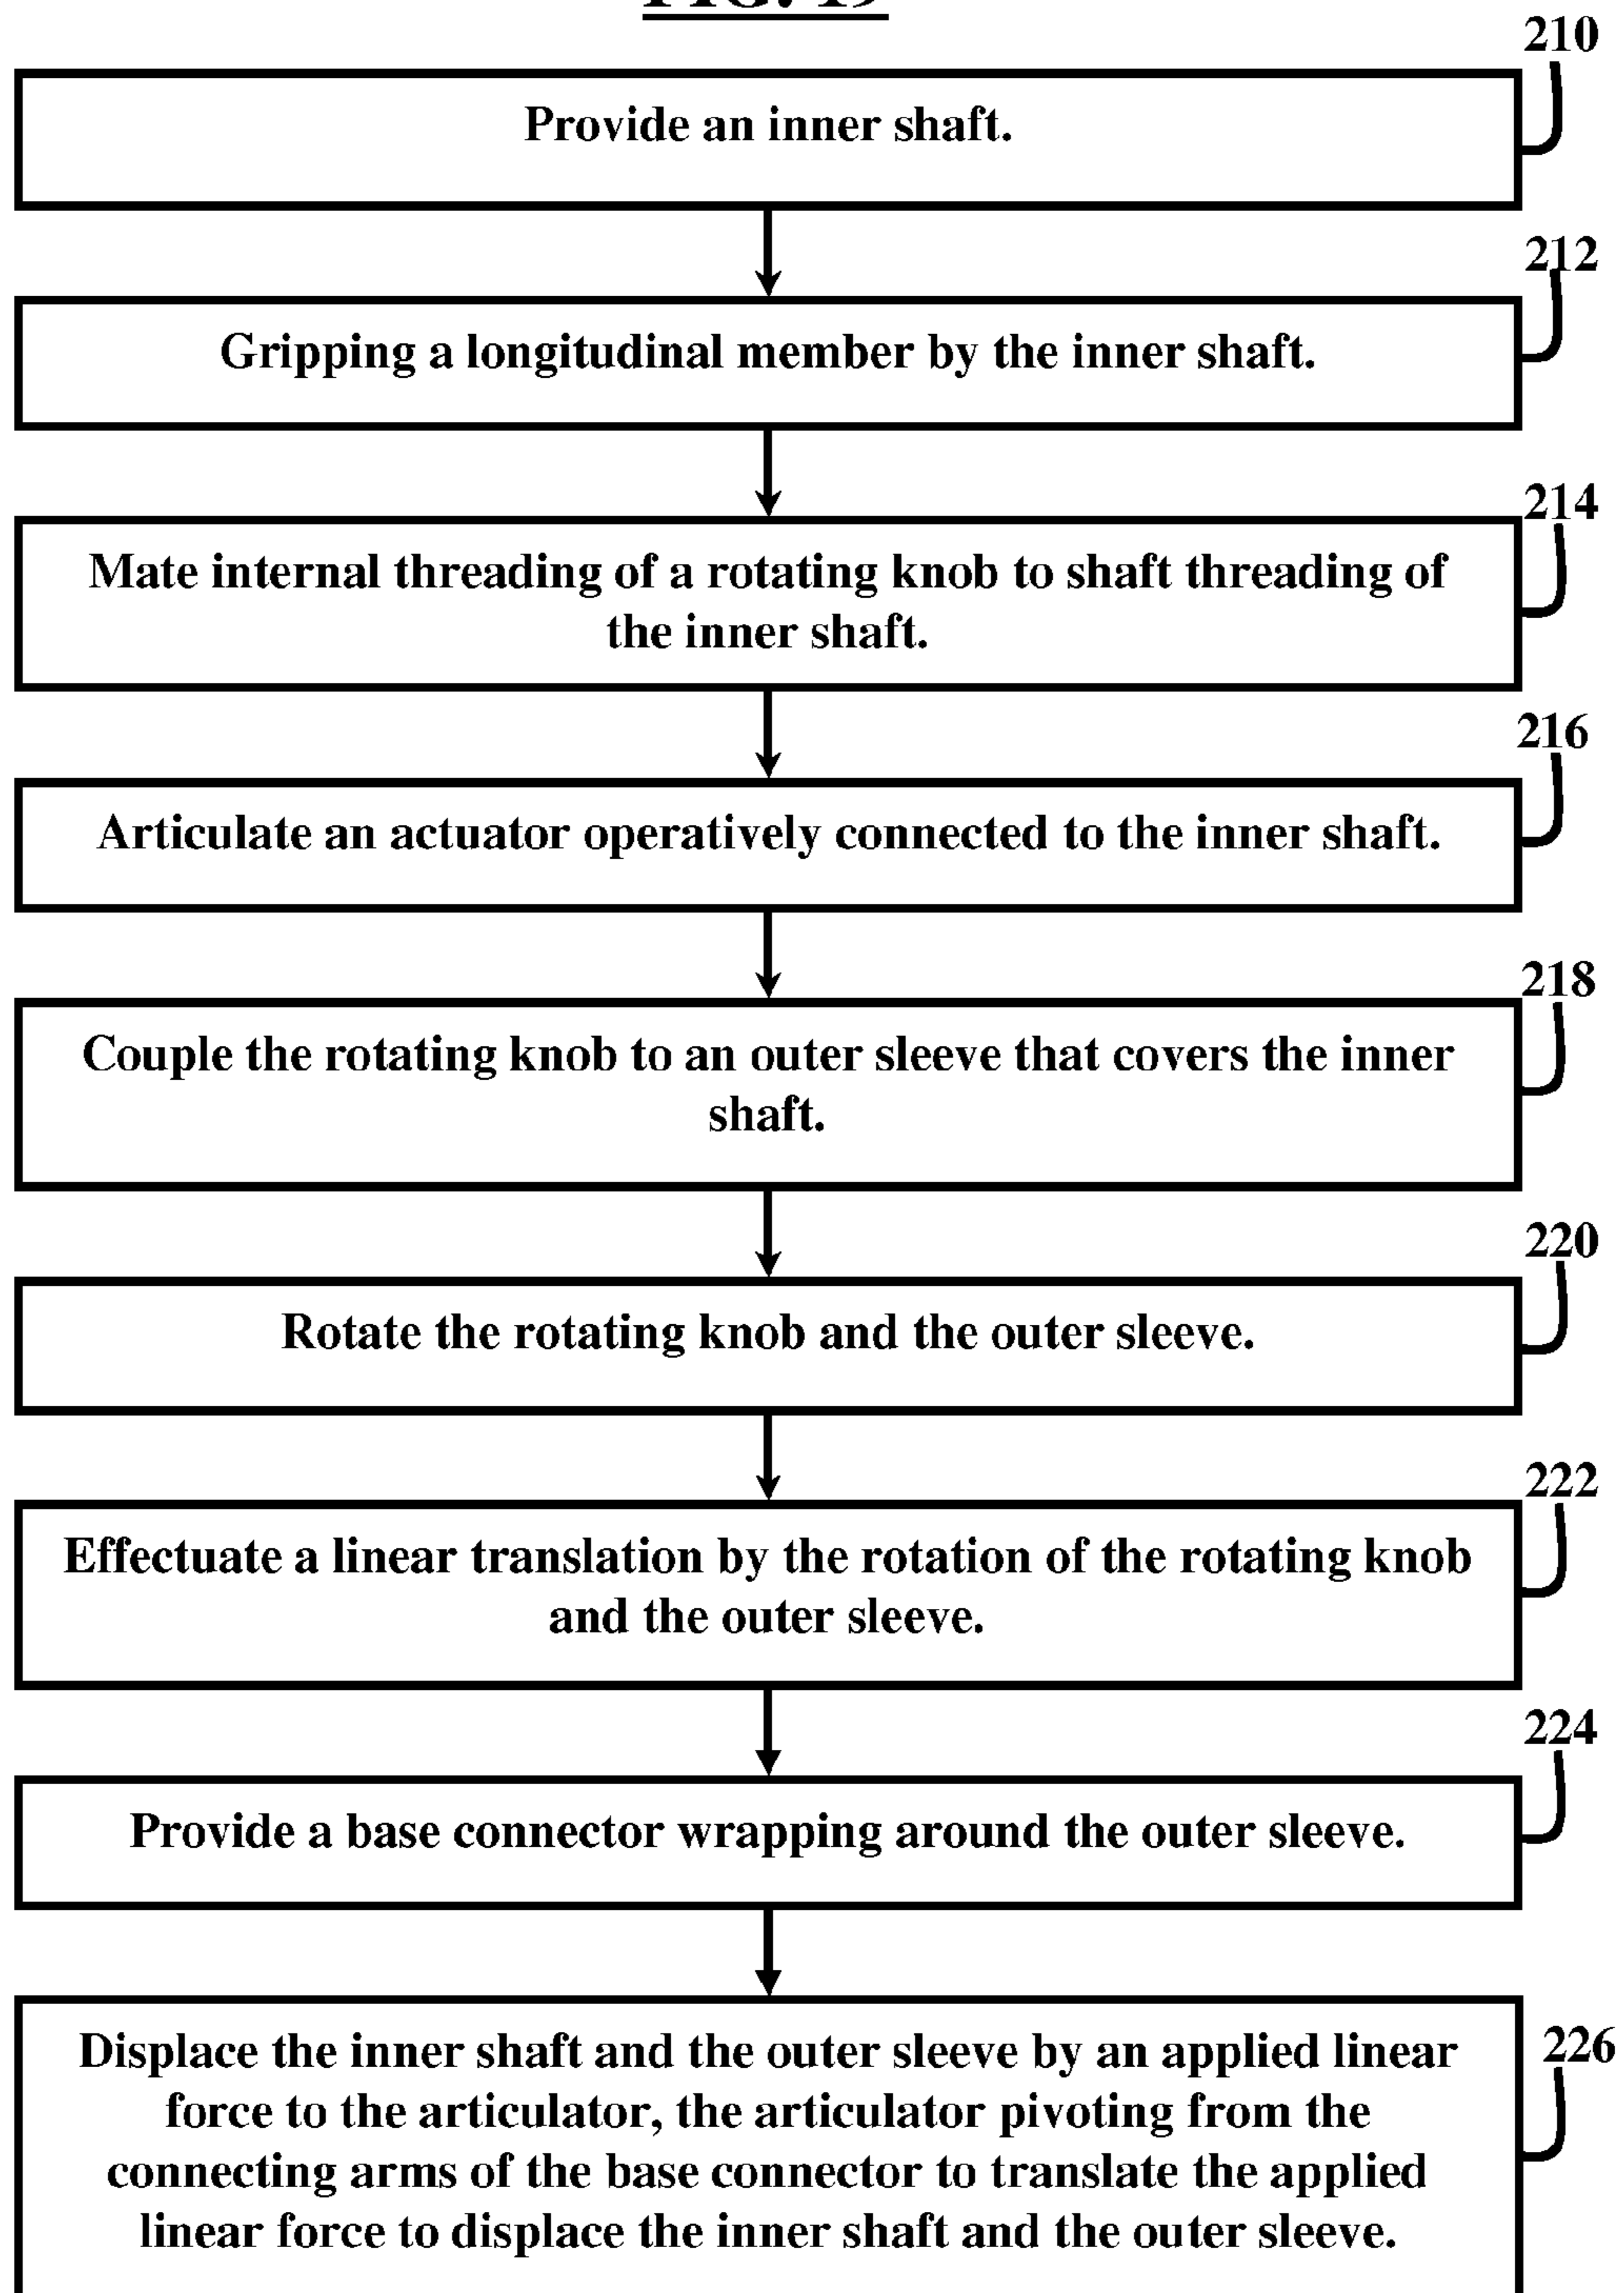 210
Provide an inner shaft.
212
Gripping a longitudinal member by the inner shaft.
214
Mate internal threading of a rotating knob to shaft threading of
the inner shaft.
216
Articulate an actuator operatively connected to the inner shaft.
218
Couple the rotating knob to an outer sleeve that covers the inner
shaft.
220
Rotate the rotating knob and the outer sleeve.
222
Effectuate a linear translation by the rotation of the rotating knob
and the outer sleeve.
224
Provide a base connector wrapping around the outer sleeve.
226
Displace the inner shaft and the outer sleeve by an applied linear
force to the articulator, the articulator pivoting from the
connecting arms of the base connector to translate the applied
linear force to displace the inner shaft and the outer sleeve.